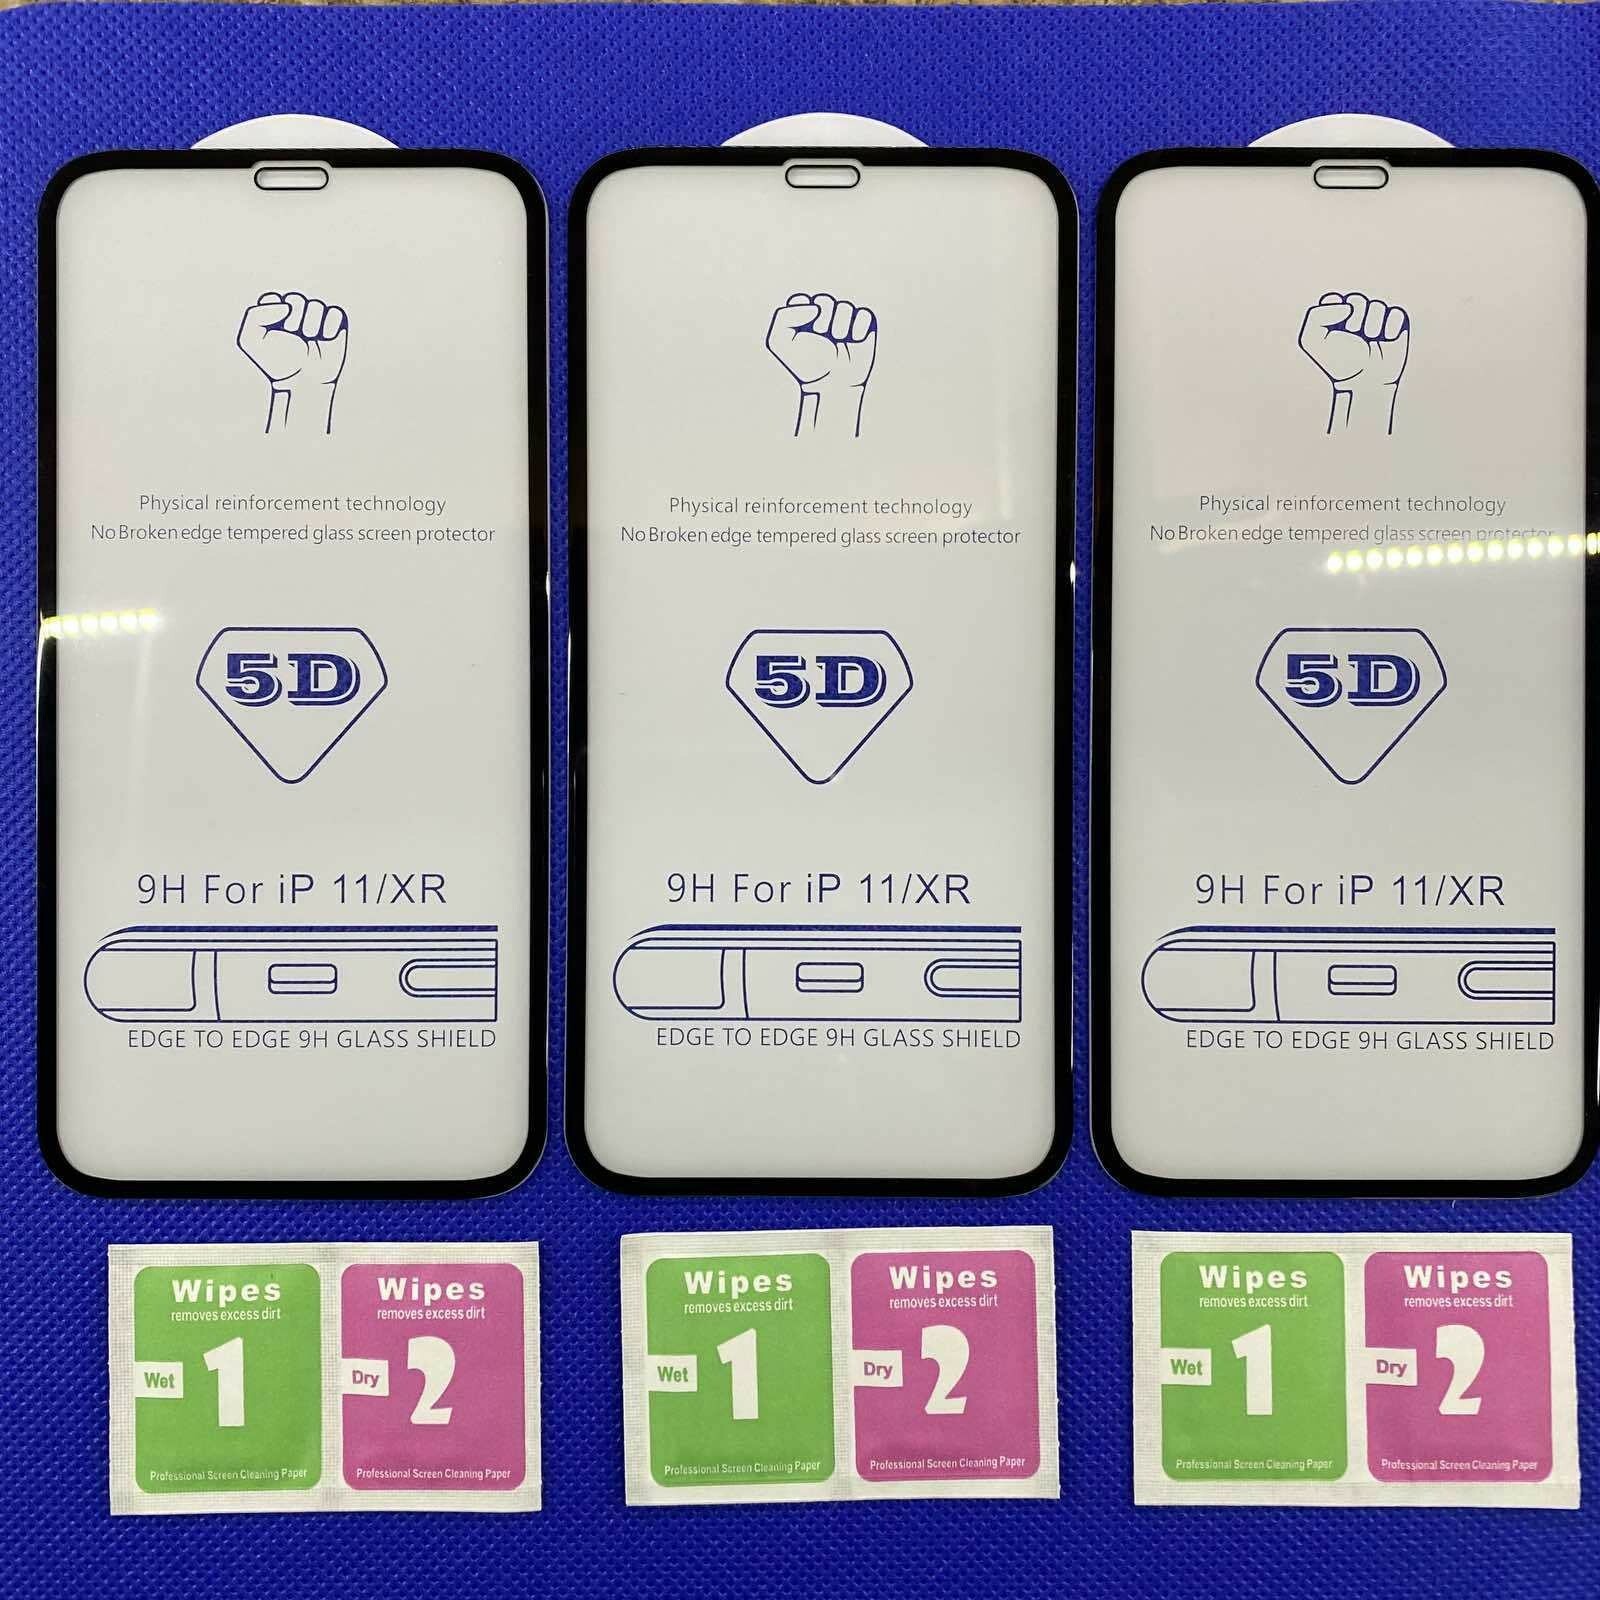 Physical reinforcement technology
No Broken edge tempered glass screen protector
5D
9H For iP 11/XR
EDGE TO EDGE 9H GLASS SHIELD
Physical reinforcement technology
No Broken edge tempered glass screen protector
5D
9H For iP 11/XR
EDGE TO EDGE 9H GLASS SHIELD
Physical reinforcement technology
No Broken edge tempered glass screen protector
5D
9H For iP 11/XR
EDGE TO EDGE 9H GLASS SHIELD
Wipes
removes excess dirt
Wet
1
Professional Screen Cleaning Paper
Wipes
removes excess dirt
Dry
2
Professional Screen Cleaning Paper
Wipes
removes excess dirt
Wet
1
Professional Screen Cleaning Paper
Wipes
removes excess dirt
Dry
2
Professional Screen Cleaning Paper
Wipes
removes excess dirt
Wet
1
Professional Screen Cleaning Paper
Wipes
removes excess dirt
Dry
2
Professional Screen Cleaning Paper